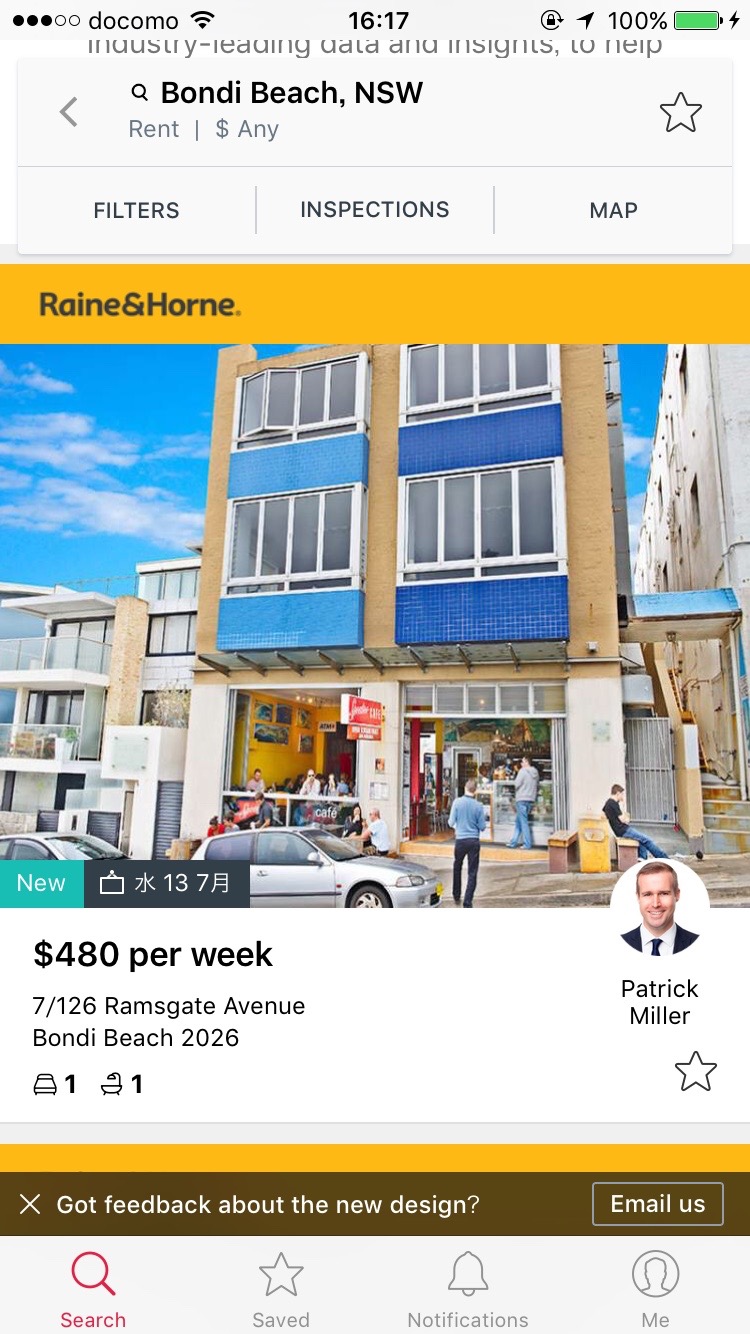 docomo 16:17 100%
industry-leading data and insights, to help
Bondi Beach, NSW
Rent | $ Any
FILTERS INSPECTIONS MAP
Raine&Horne.
CAFE
ATM
café
New 水 13 7月
$480 per week
Patrick
Miller
7/126 Ramsgate Avenue
Bondi Beach 2026
1 1
Got feedback about the new design? Email us
Search Saved Notifications Me